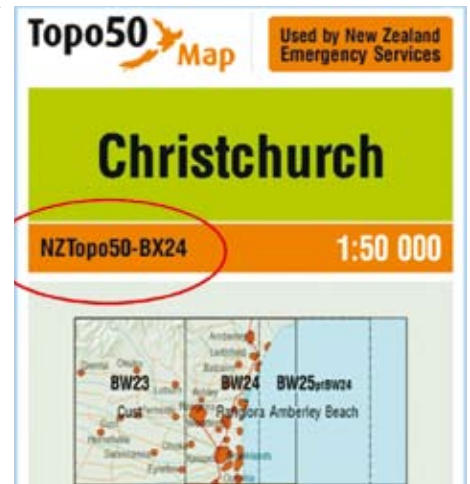 Topo50
Map
Used by New Zealand
Emergency Services
Christchurch
NZTopo50-BX24
1:50 000
Amberley
BW23
BW24
BW25ptBW24
Cust
Rangiora
Amberley Beach